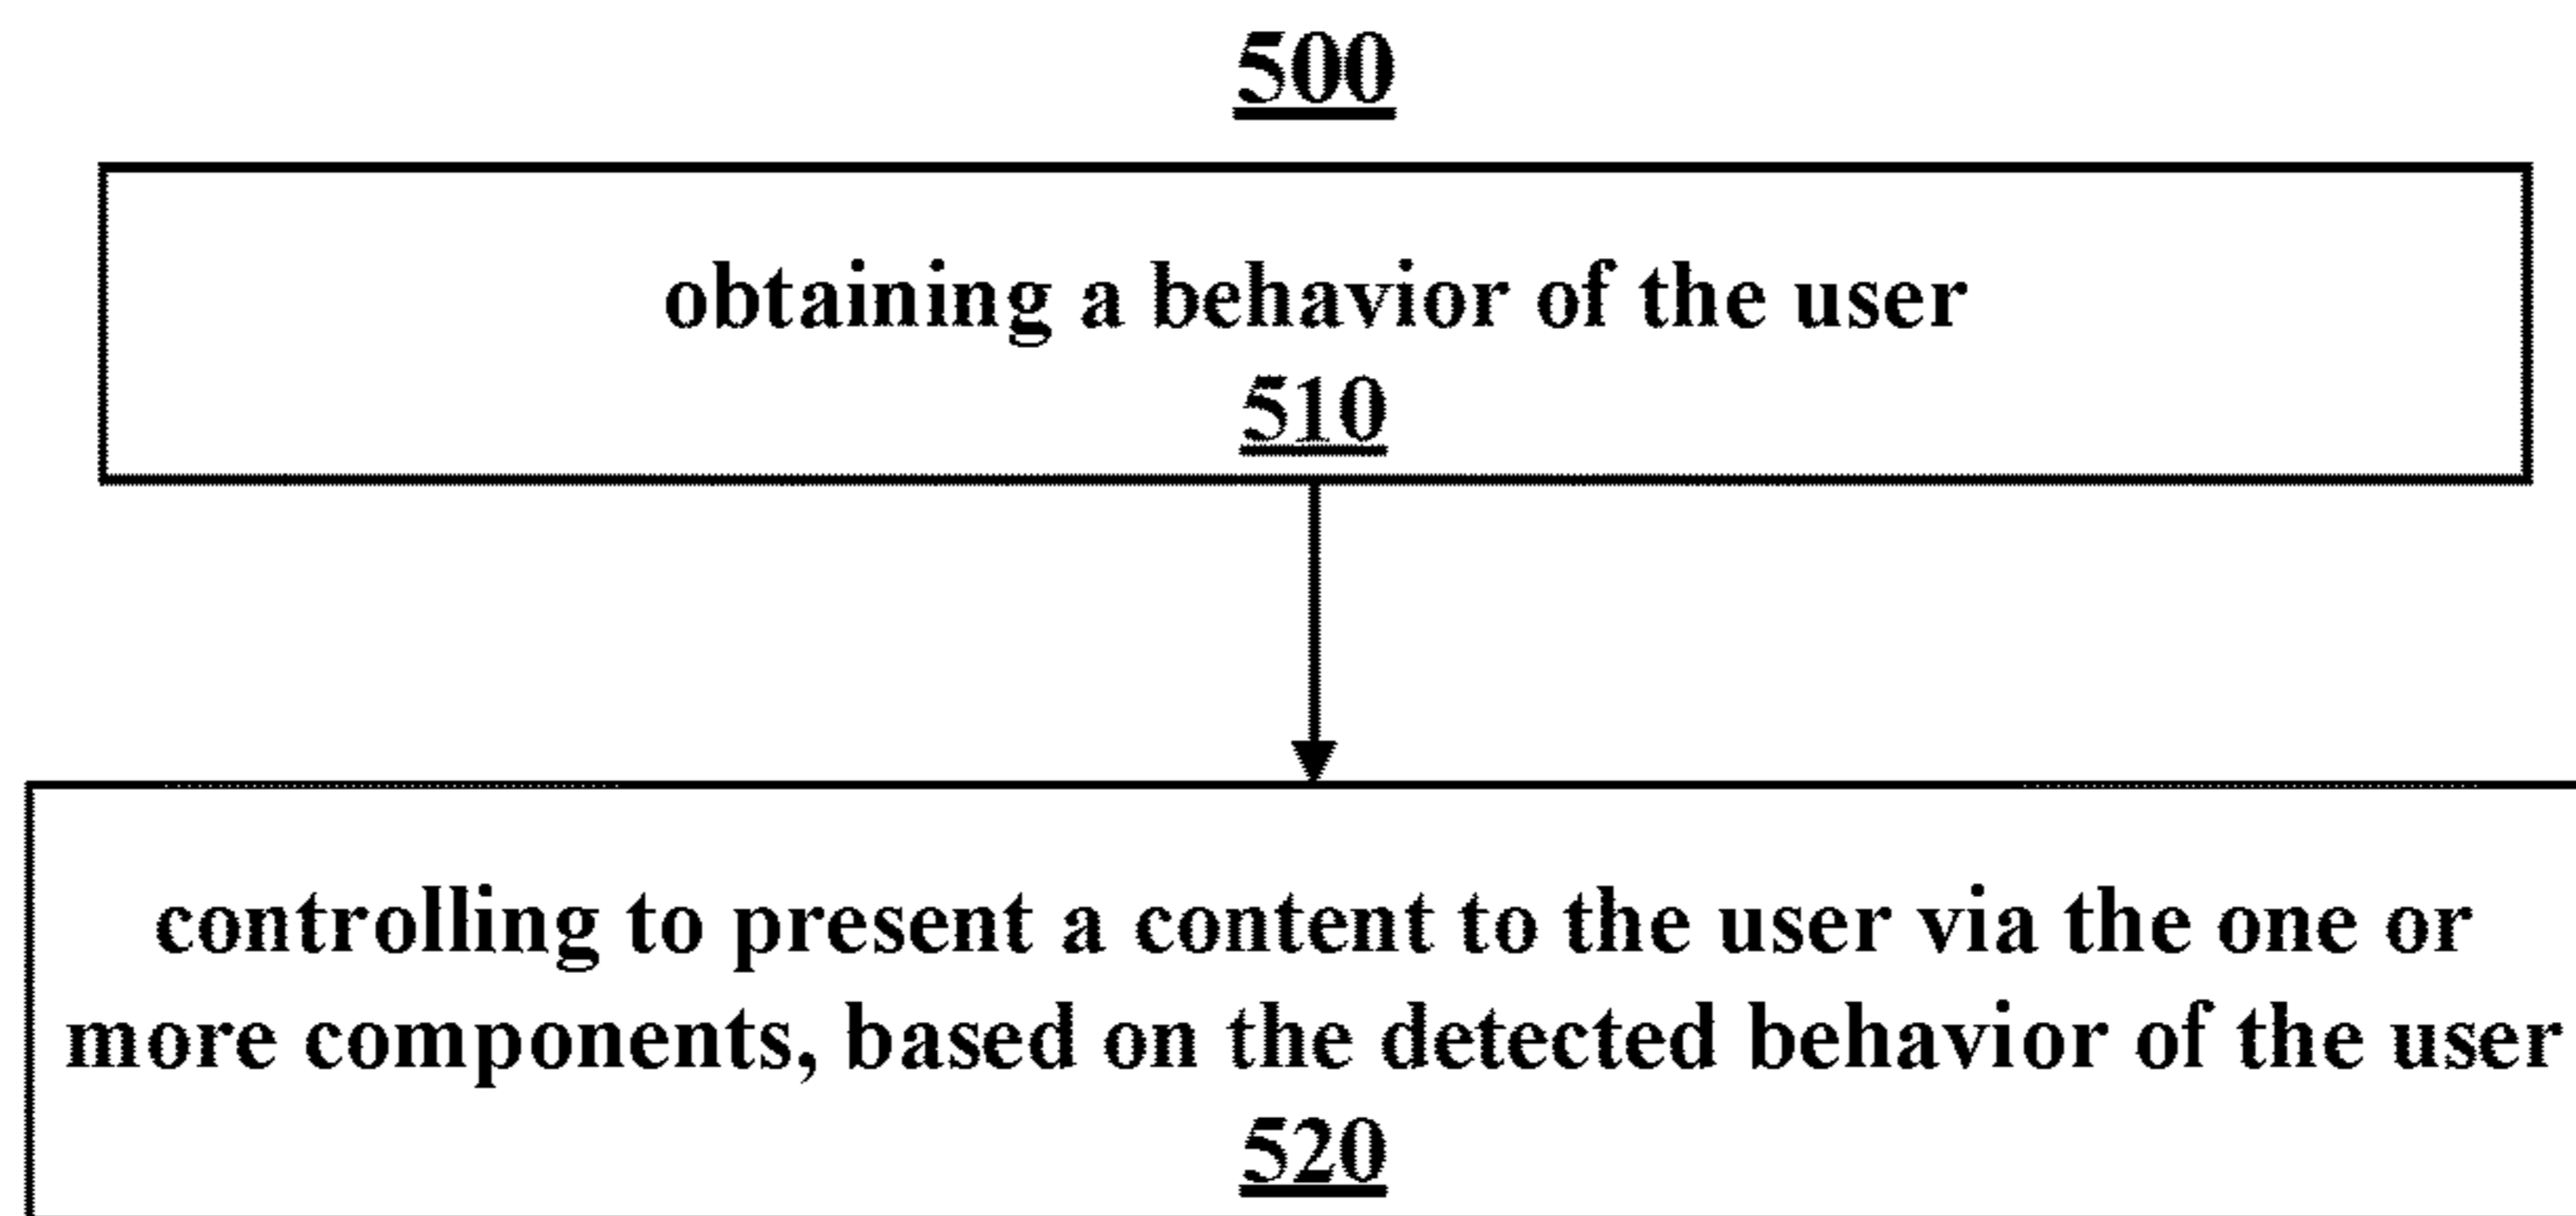 500
obtaining a behavior of the user
510
controlling to present a content to the user via the one or
more components, based on the detected behavior of the user
520